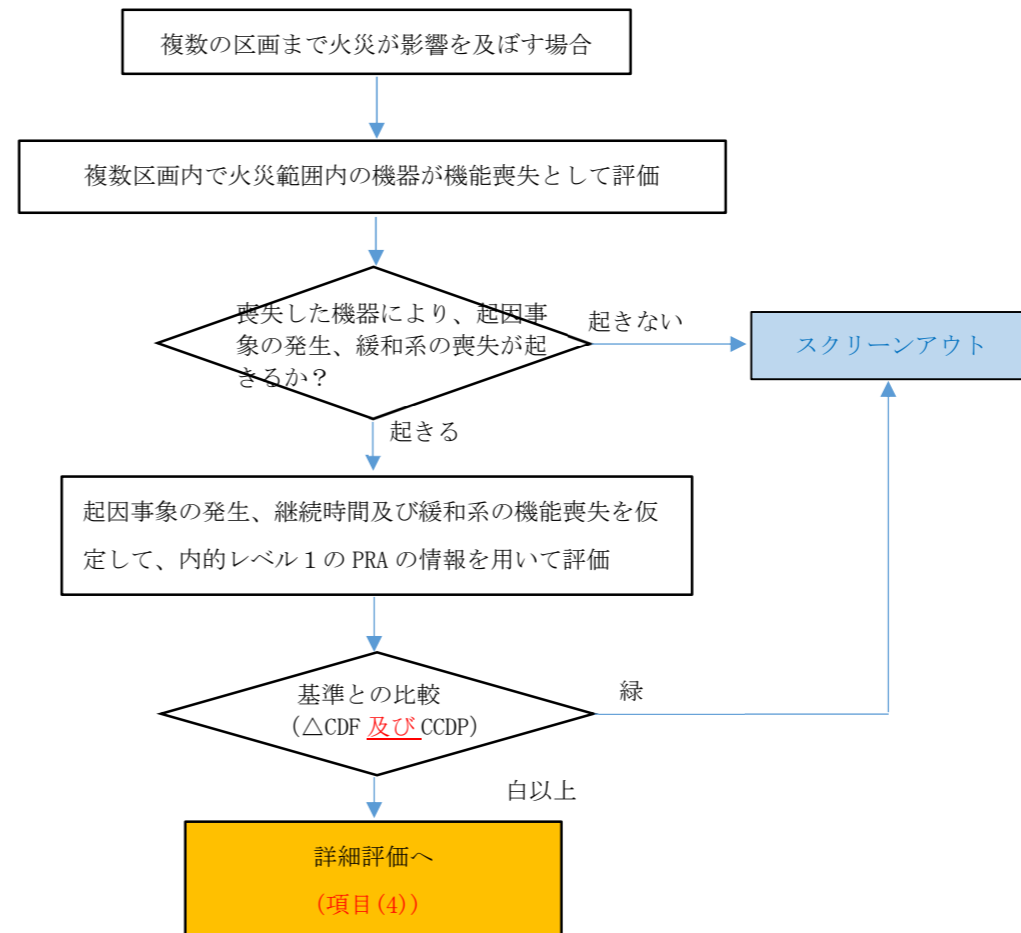 複数の区画まで火災が影響を及ぼす場合
複数区画内で火災範囲内の機器が機能喪失として評価
喪失した機器により、起因事
象の発生、緩和系の喪失が起
きるか？
起きない
スクリーンアウト
起きる
起因事象の発生、継続時間及び緩和系の機能喪失を仮
定して、内的レベル１の PRA の情報を用いて評価
基準との比較
(△CDF 及び CCDP)
緑
白以上
詳細評価へ
(項目(4))